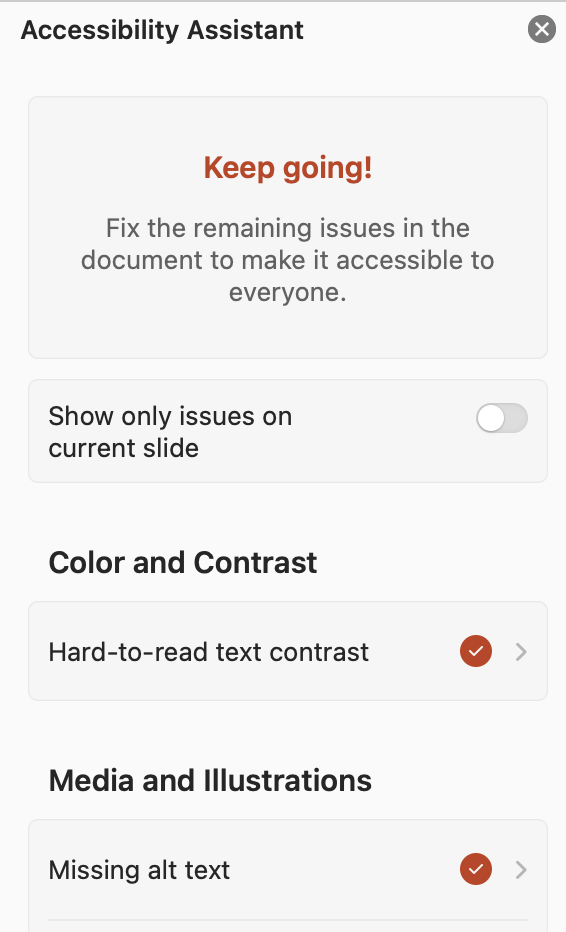 Accessibility Assistant
Keep going!
Fix the remaining issues in the
document to make it accessible to
everyone.
Show only issues on
current slide
Color and Contrast
Hard-to-read text contrast
Media and Illustrations
Missing alt text